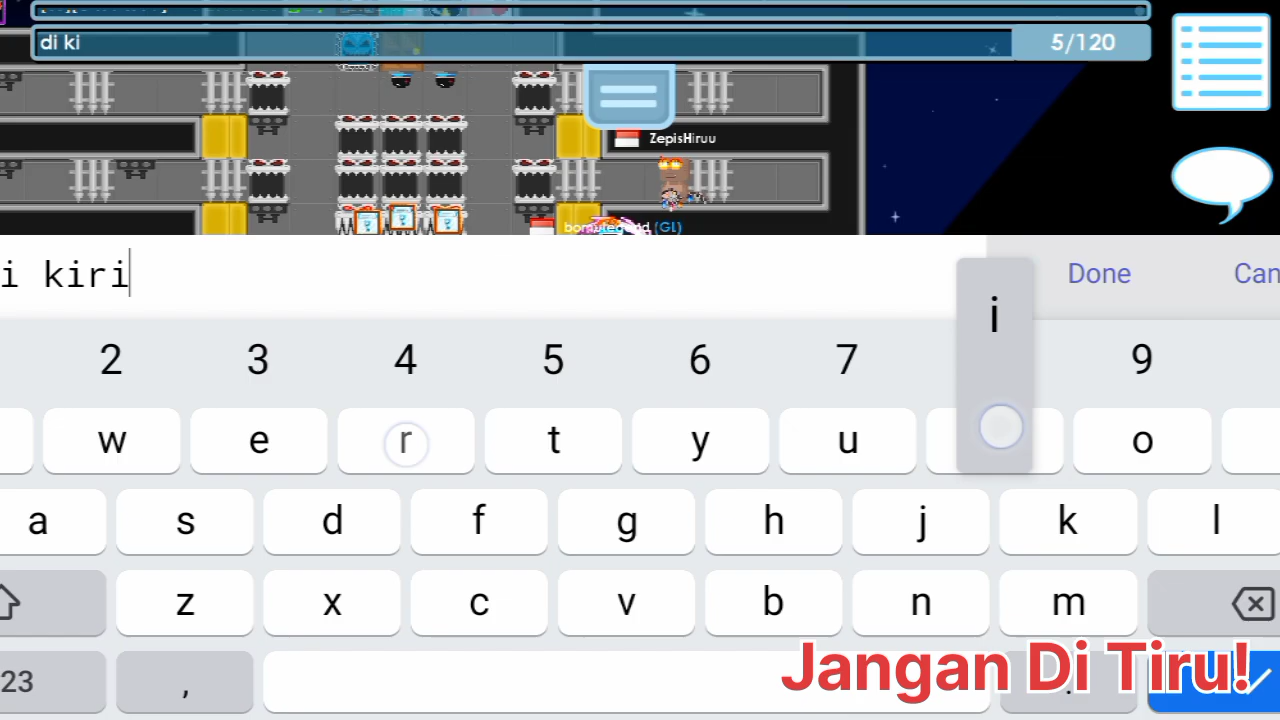 di ki
5/120
ZepisHiruu
(GL)
i kiri
Done
Can
i
2 3 4 5 6 7 9
w e r t y u o
a s d f g h j k l
z x c v b n m
23 , .
Jangan Di Tiru!